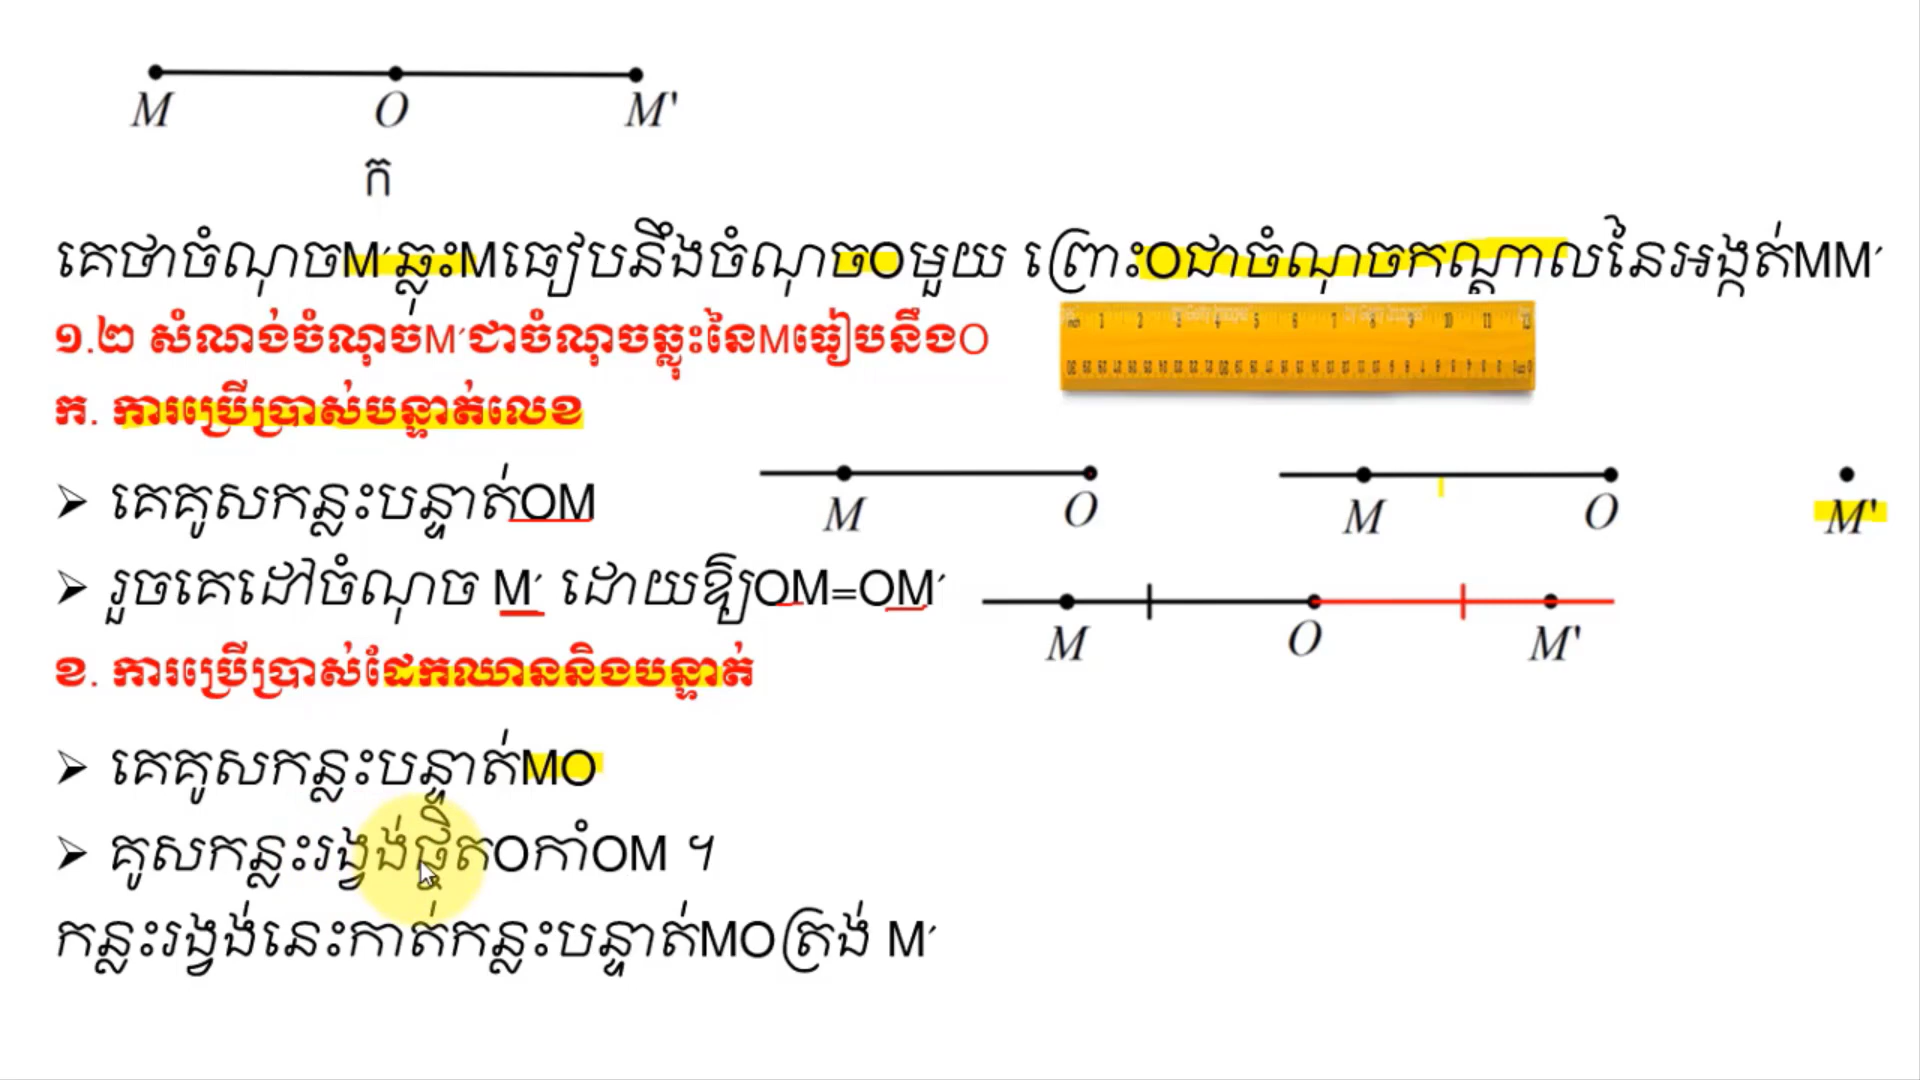 M O M'
ក
គេថាចំណុចM´ឆ្លុះMធៀបនឹងចំណុចOមួយ ព្រោះOជាចំណុចកណ្ដាលនៃអង្កត់MM´
១.២ សំណង់ចំណុចM´ជាចំណុចឆ្លុះនៃMធៀបនឹងO
ក. ការប្រើប្រាស់បន្ទាត់លេខ
➢ គេគូសកន្លះបន្ទាត់OM
M O
M O M'
➢ រួចគេដៅចំណុច M´ ដោយឱ្យOM=OM´
M O M'
ខ. ការប្រើប្រាស់ដែកឈាននិងបន្ទាត់
➢ គេគូសកន្លះបន្ទាត់MO
➢ គូសកន្លះរង្វង់ផ្ចិតOកាំOM ។
កន្លះរង្វង់នេះកាត់កន្លះបន្ទាត់MOត្រង់ M´